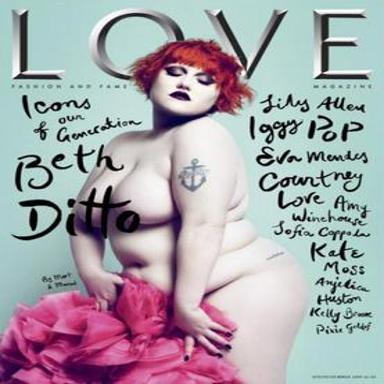 LOVE
FASHION AND FAME
MAGAZINE
Icons
of our
Generation
Beth
Ditto
Lily Allen
Iggy Pop
Eva Mendes
Courtney
Love Amy
Winehouse
Sofia Coppola
Kate
Moss
Anjelica
Huston
Kelly Brook
Pixie Geldof
By Mert
& Marcus